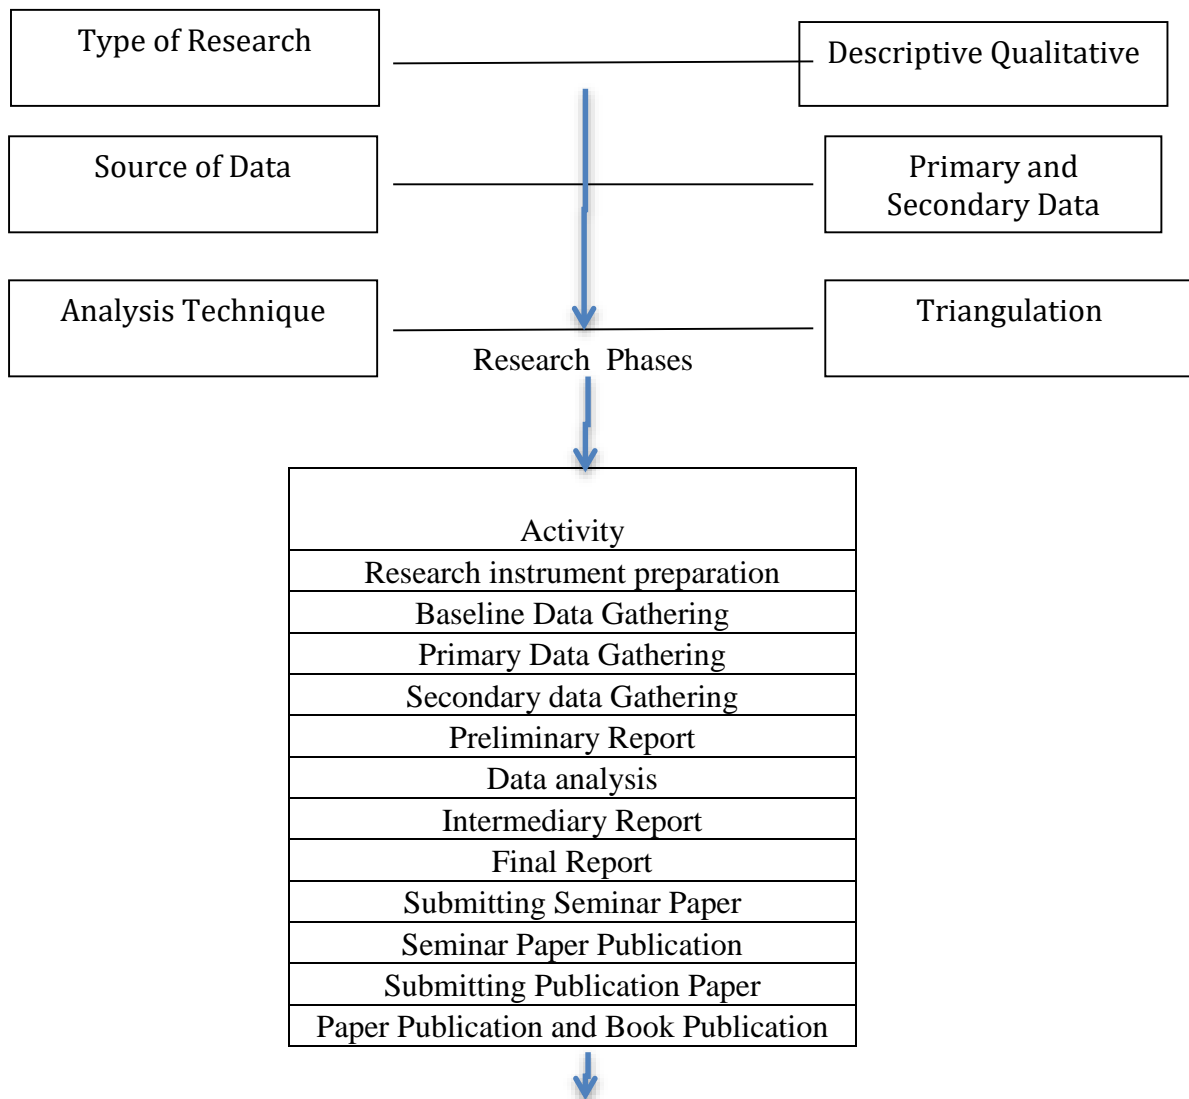 Type of Research
Descriptive Qualitative
Source of Data
Primary and
Secondary Data
Analysis Technique
Triangulation
Research Phases
Activity
Research instrument preparation
Baseline Data Gathering
Primary Data Gathering
Secondary data Gathering
Preliminary Report
Data analysis
Intermediary Report
Final Report
Submitting Seminar Paper
Seminar Paper Publication
Submitting Publication Paper
Paper Publication and Book Publication